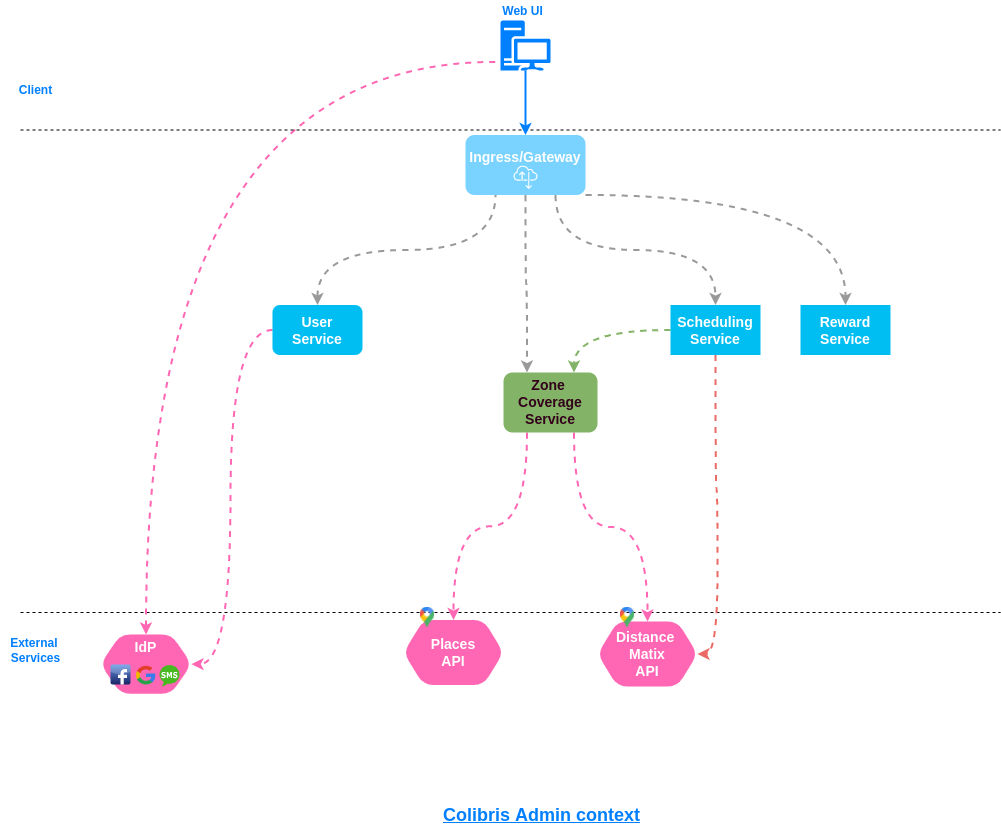 Web UI
Client
Ingress/Gateway
User
Service
Scheduling
Service
Reward
Service
Zone
Coverage
Service
External
Services
IdP
SMS
Places
API
Distance
Matix
API
Colibris Admin context